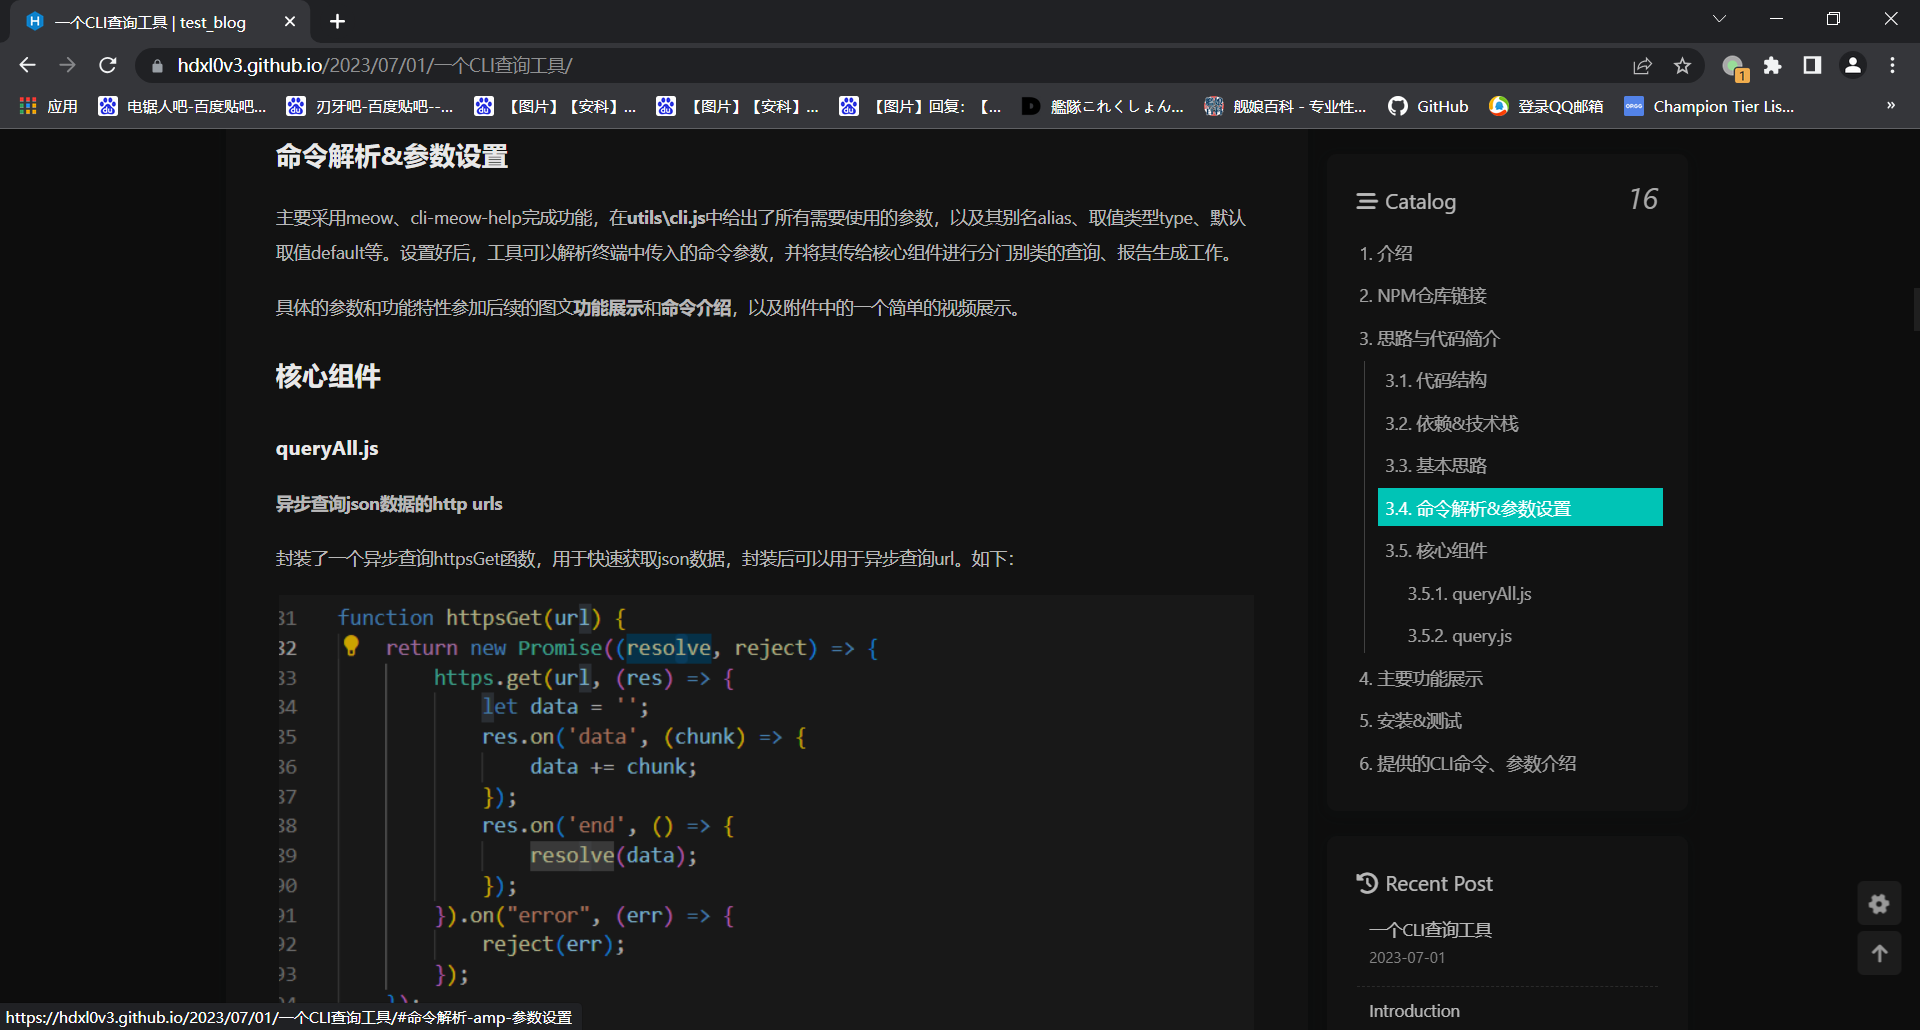 一个CLI查询工具 | test_blog
hdxl0v3.github.io/2023/07/01/一个CLI查询工具/
1
应用
电锯人吧-百度贴吧...
刃牙吧-百度贴吧--...
【图片】【安科】...
【图片】【安科】...
【图片】回复：【...
艦隊これくしょん...
舰娘百科 - 专业性...
GitHub
登录QQ邮箱
Champion Tier Lis...
»
命令解析&参数设置
主要采用meow、cli-meow-help完成功能，在utils\cli.js中给出了所有需要使用的参数，以及其别名alias、取值类型type、默认
取值default等。设置好后，工具可以解析终端中传入的命令参数，并将其传给核心组件进行分门别类的查询、报告生成工作。
具体的参数和功能特性参加后续的图文功能展示和命令介绍，以及附件中的一个简单的视频展示。
核心组件
queryAll.js
异步查询json数据的http urls
封装了一个异步查询httpsGet函数，用于快速获取json数据，封装后可以用于异步查询url。如下：
31 function httpsGet(url) {
32 return new Promise((resolve, reject) => {
33 https.get(url, (res) => {
34 let data = '';
35 res.on('data', (chunk) => {
36 data += chunk;
37 });
38 res.on('end', () => {
39 resolve(data);
90 });
91 }).on("error", (err) => {
92 reject(err);
93 });
94 });
Catalog
16
1. 介绍
2. NPM仓库链接
3. 思路与代码简介
3.1. 代码结构
3.2. 依赖&技术栈
3.3. 基本思路
3.4. 命令解析&参数设置
3.5. 核心组件
3.5.1. queryAll.js
3.5.2. query.js
4. 主要功能展示
5. 安装&测试
6. 提供的CLI命令、参数介绍
Recent Post
一个CLI查询工具
2023-07-01
Introduction
https://hdxl0v3.github.io/2023/07/01/一个CLI查询工具/#命令解析-amp-参数设置